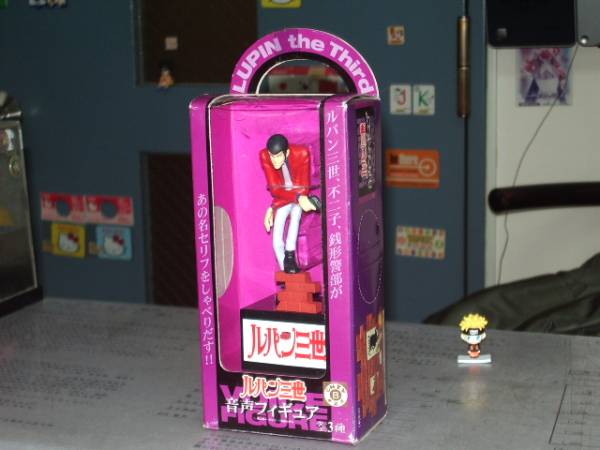 LUPIN the Third
ルパン三世、不二子、銭形警部が
あの名セリフをしゃべりだす!!
ルパン三世
ルパン三世
VOICE
音声フィギュア
FIGURE
全3種
J K